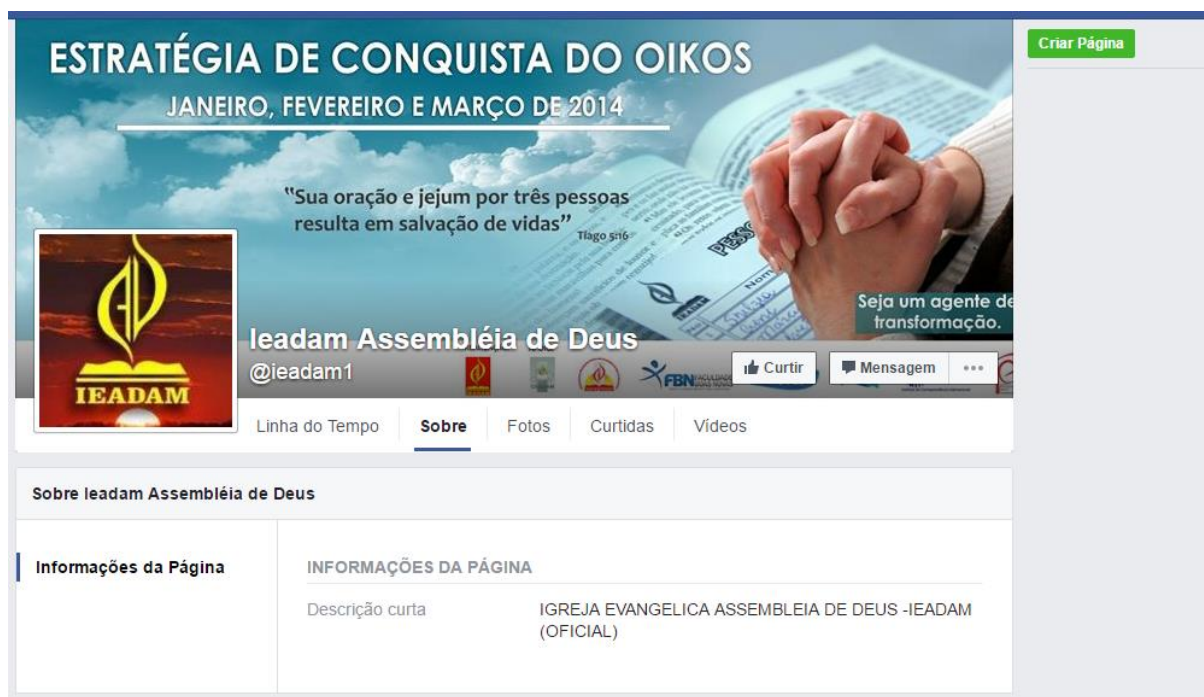 ESTRATÉGIA DE CONQUISTA DO OIKOS
JANEIRO, FEVEREIRO E MARÇO DE 2014
"Sua oração e jejum por três pessoas
resulta em salvação de vidas"
Tiago 5:16
PESSO
Nom
Seja um agente de
transformação.
IEADAM
Ieadam Assembléia de Deus
@ieadam1
FBN
Curtir
Mensagem
Criar Página
Linha do Tempo Sobre Fotos Curtidas Vídeos
Sobre Ieadam Assembléia de Deus
Informações da Página
INFORMAÇÕES DA PÁGINA
Descrição curta IGREJA EVANGELICA ASSEMBLEIA DE DEUS -IEADAM
(OFICIAL)